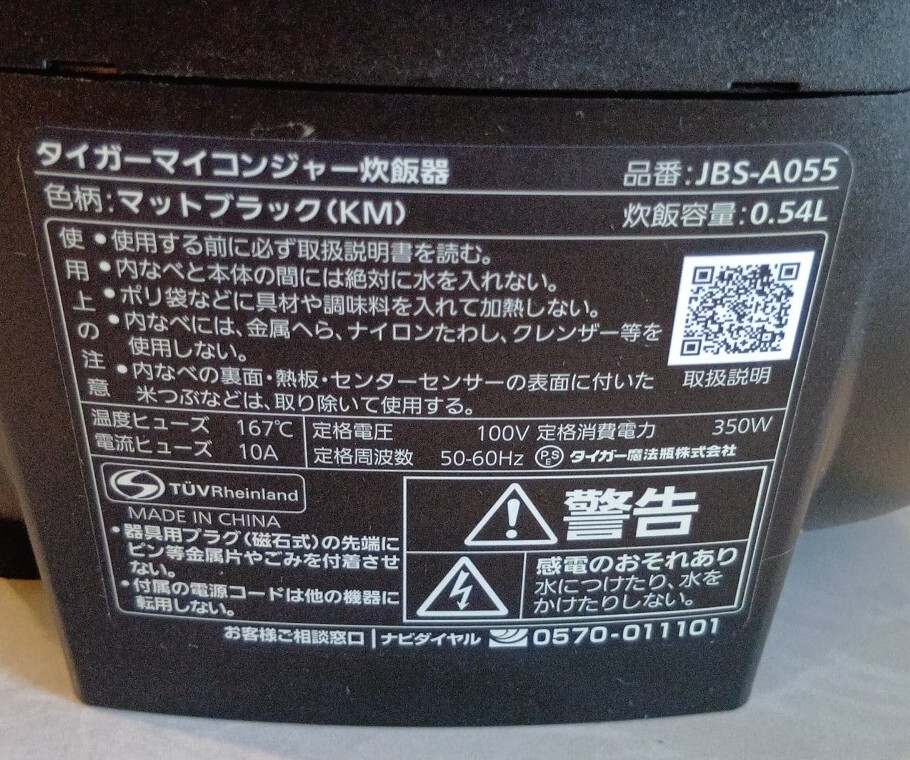 タイガーマイコンジャー炊飯器 品番:JBS-A055
色柄:マットブラック(KM) 炊飯容量:0.54L
使用上の注意
•使用する前に必ず取扱説明書を読む。
•内なべと本体の間には絶対に水を入れない。
•ポリ袋などに具材や調味料を入れて加熱しない。
•内なべには、金属へら、ナイロンたわし、クレンザー等を
使用しない。
•内なべの裏面・熱板・センターセンサーの表面に付いた
米つぶなどは、取り除いて使用する。
取扱説明
温度ヒューズ 167℃
電流ヒューズ 10A
定格電圧 100V 定格消費電力 350W
定格周波数 50-60Hz PSE タイガー魔法瓶株式会社
TÜVRheinland
MADE IN CHINA
•器具用プラグ(磁石式)の先端に
ピン等金属片やごみを付着させ
ない。
•付属の電源コードは他の機器に
転用しない。
警告
感電のおそれあり
水につけたり、水を
かけたりしない。
お客様ご相談窓口|ナビダイヤル 0570-011101